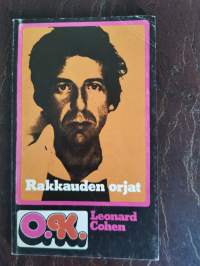 Rakkauden orjat
O.K.
Leonard
Cohen